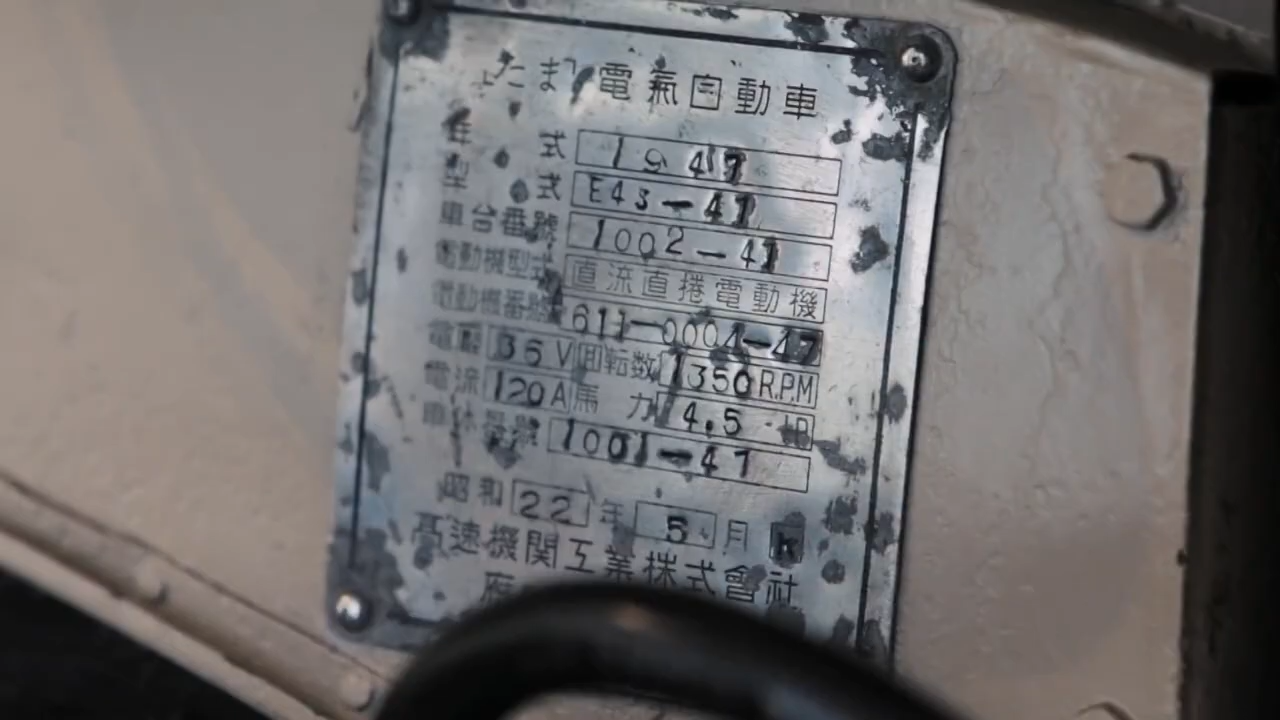 たま 電氣自動車
年 式 1947
型 式 E43-47
車台番號 1002-47
電動機型式 直流直捲電動機
電動機番號 611-0004-47
電壓 36V 回転数 1350 R.P.M
電流 120A 馬 力 4.5 HP
車体番號 1001-47
昭和 22 年 5 月 K
高速機関工業株式會社